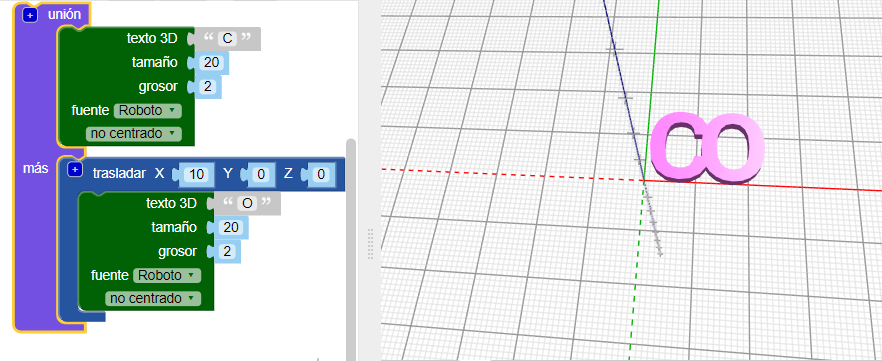 + unión
texto 3D “ C ”
tamaño 20
grosor 2
fuente Roboto
no centrado
más + trasladar X 10 Y 0 Z 0
texto 3D “ O ”
tamaño 20
grosor 2
fuente Roboto
no centrado
CO